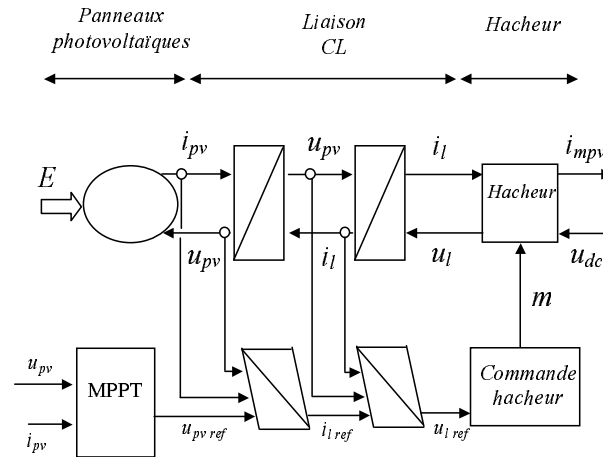 Panneaux
photovoltaïques
Liaison
CL
Hacheur
i_pv
u_pv
i_l
i_mpv
E
Hacheur
u_pv
i_l
u_l
u_dc
m
u_pv
MPPT
Commande
hacheur
i_pv
u_pv ref
i_l ref
u_l ref